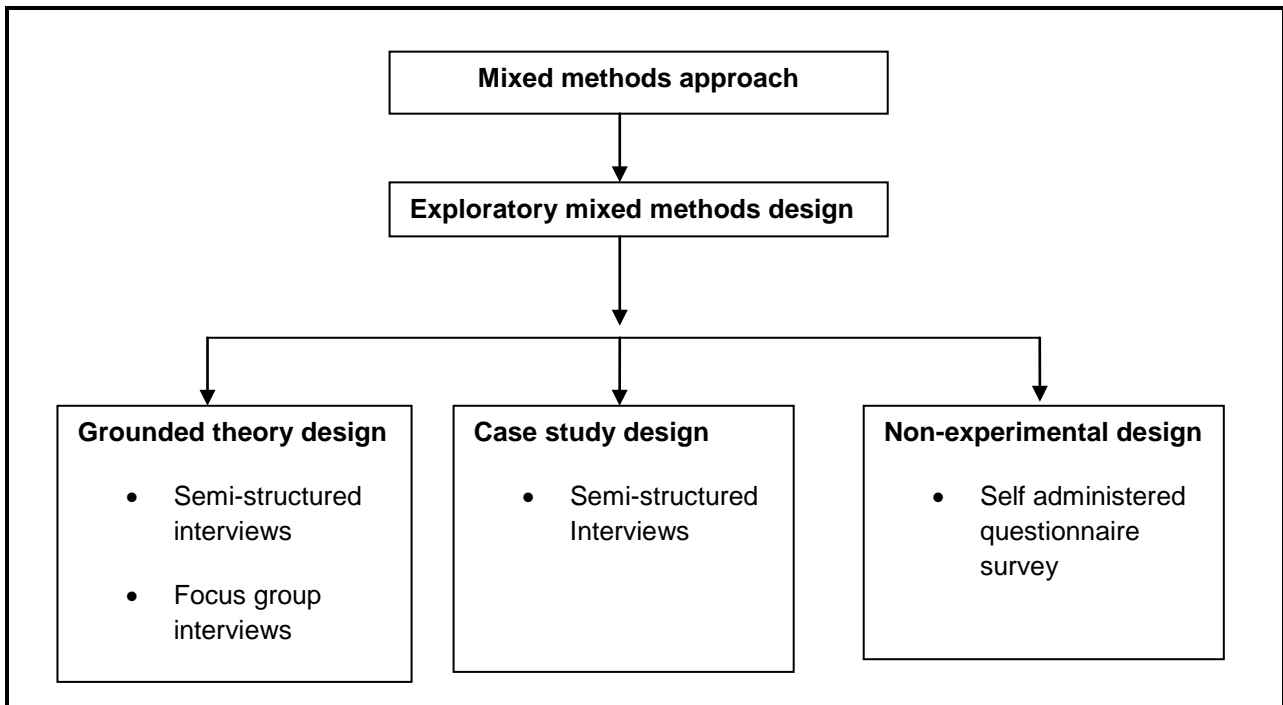 Mixed methods approach
Exploratory mixed methods design
Grounded theory design
• Semi-structured
interviews
• Focus group
interviews
Case study design
• Semi-structured
Interviews
Non-experimental design
• Self administered
questionnaire
survey